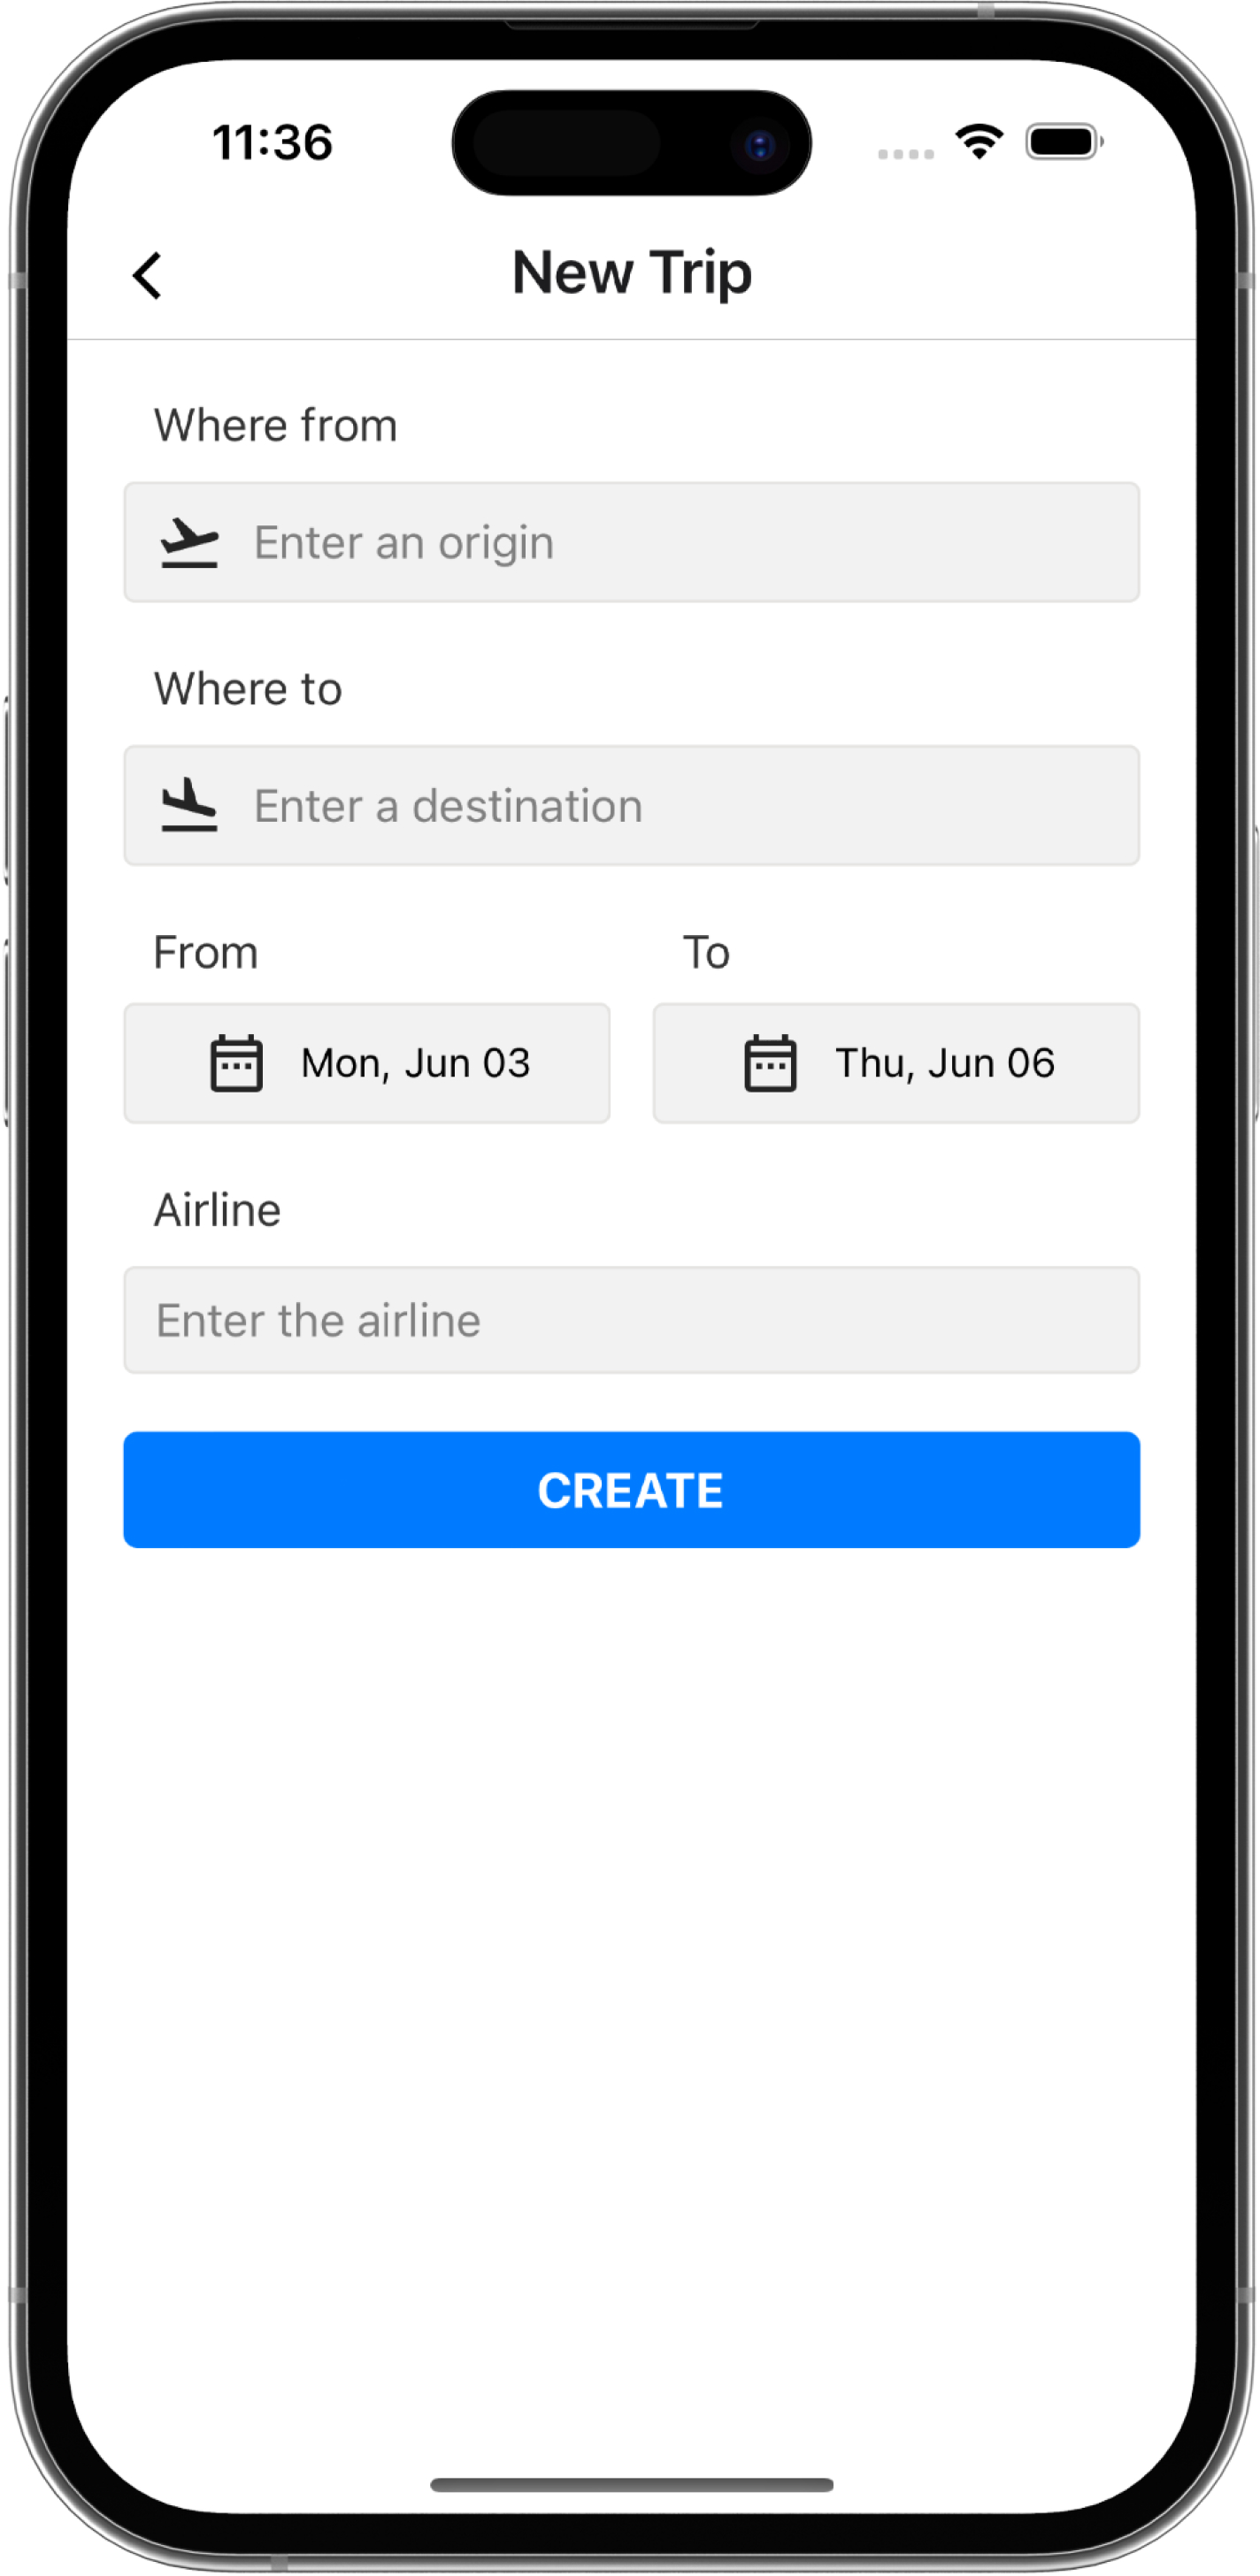 11:36
New Trip
Where from
Enter an origin
Where to
Enter a destination
From To
Mon, Jun 03 Thu, Jun 06
Airline
Enter the airline
CREATE